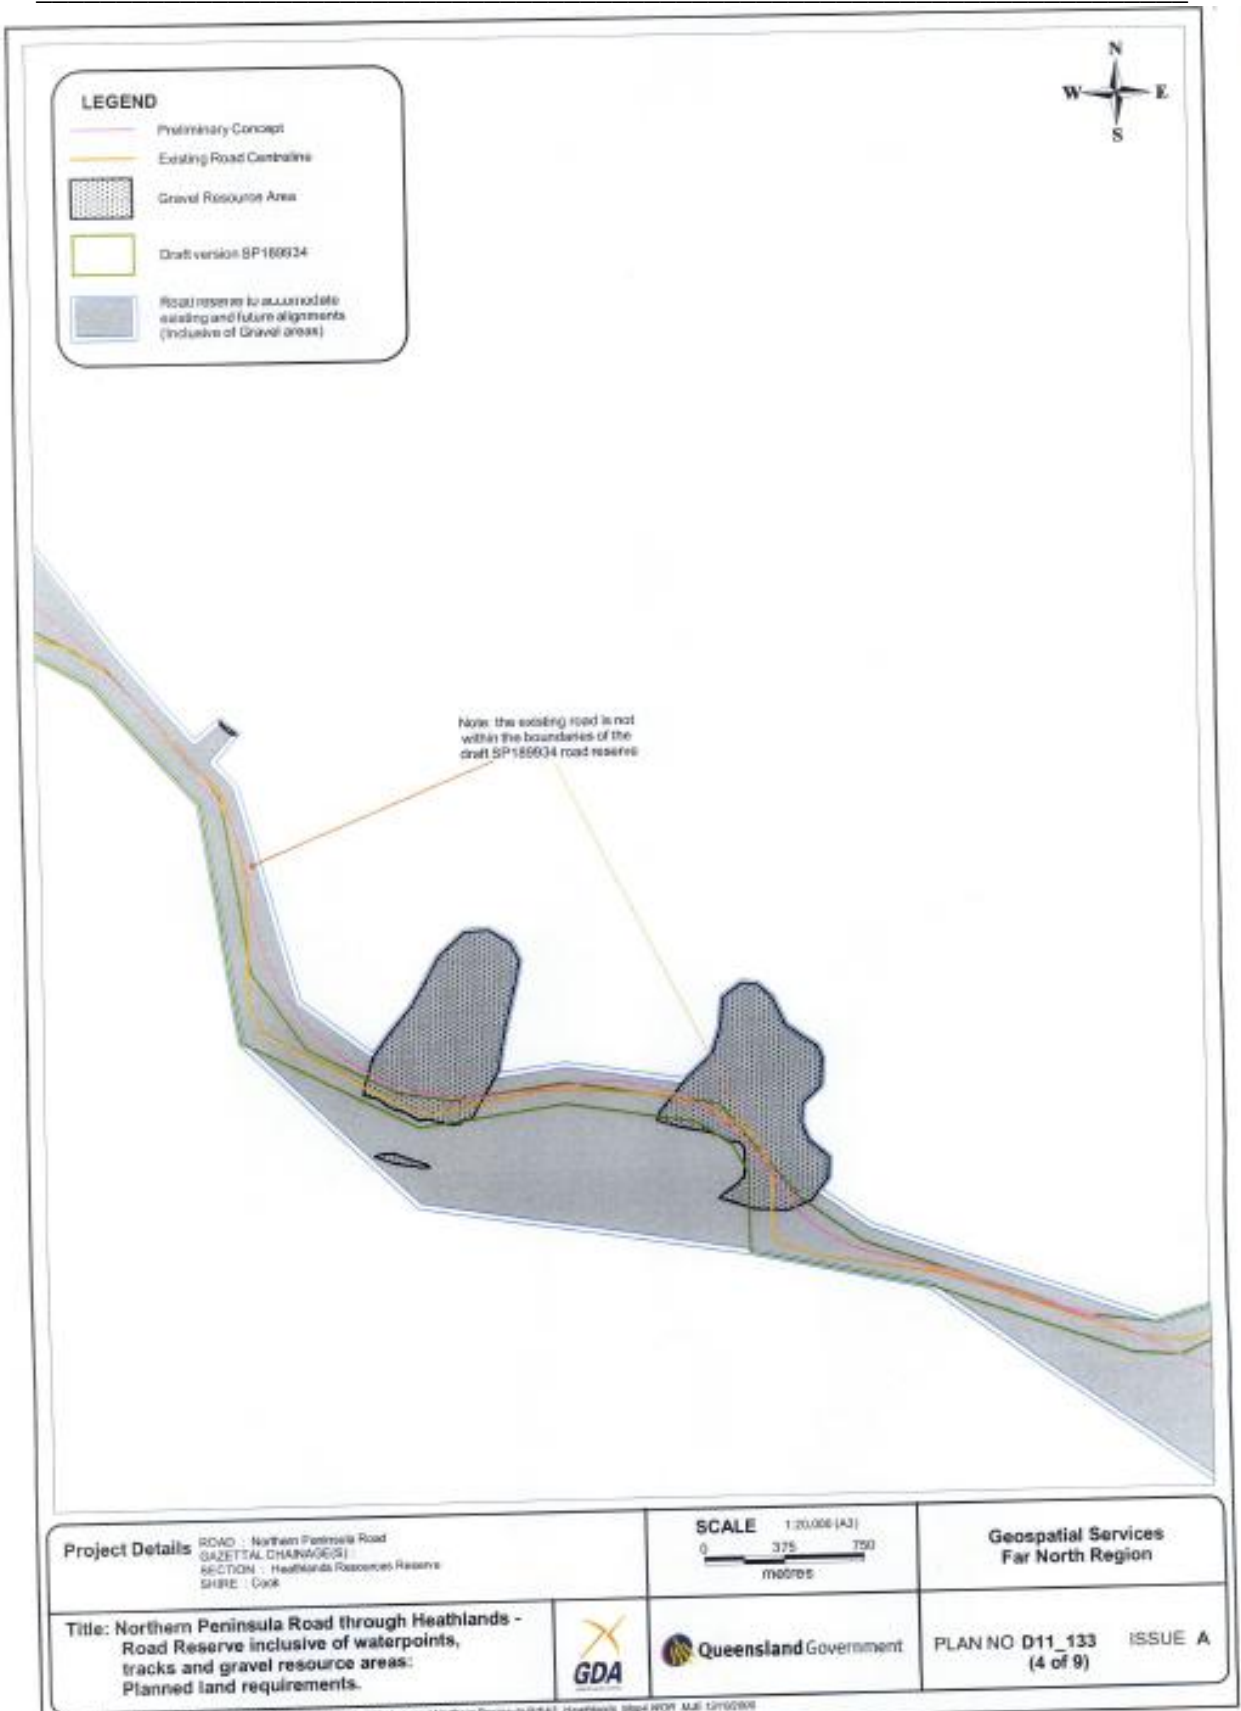 N
W E
S
LEGEND
Preliminary Concept
Existing Road Centreline
Gravel Resource Area
Draft version SP189934
Road reserve to accomodate
existing and future alignments
(Inclusive of Gravel areas)
Note: the existing road is not
within the boundaries of the
draft SP189934 road reserve
Project Details
ROAD : Northern Peninsula Road
GAZETTAL CHAINAGE(S) :
SECTION : Heathlands Resources Reserve
SHIRE : Cook
SCALE 1:20,000 (A3)
0 375 750
metres
Geospatial Services
Far North Region
Title: Northern Peninsula Road through Heathlands -
Road Reserve inclusive of waterpoints,
tracks and gravel resource areas:
Planned land requirements.
GDA
Queensland Government
PLAN NO D11_133 ISSUE A
(4 of 9)